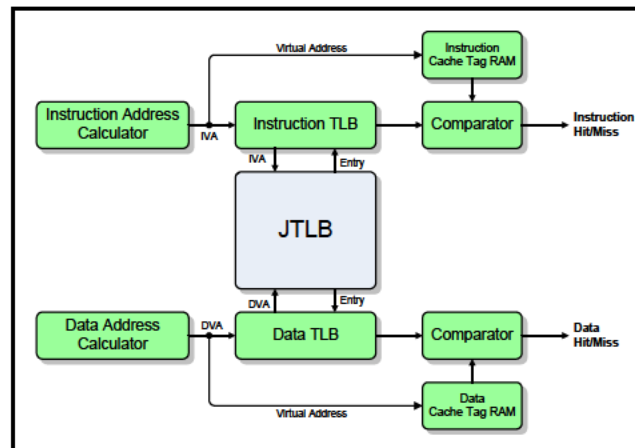 Instruction
Cache Tag RAM
Virtual Address
Instruction Address
Calculator
IVA
Instruction TLB
Comparator
Instruction
Hit/Miss
IVA
Entry
JTLB
DVA
Entry
Data Address
Calculator
DVA
Data TLB
Comparator
Data
Hit/Miss
Virtual Address
Data
Cache Tag RAM